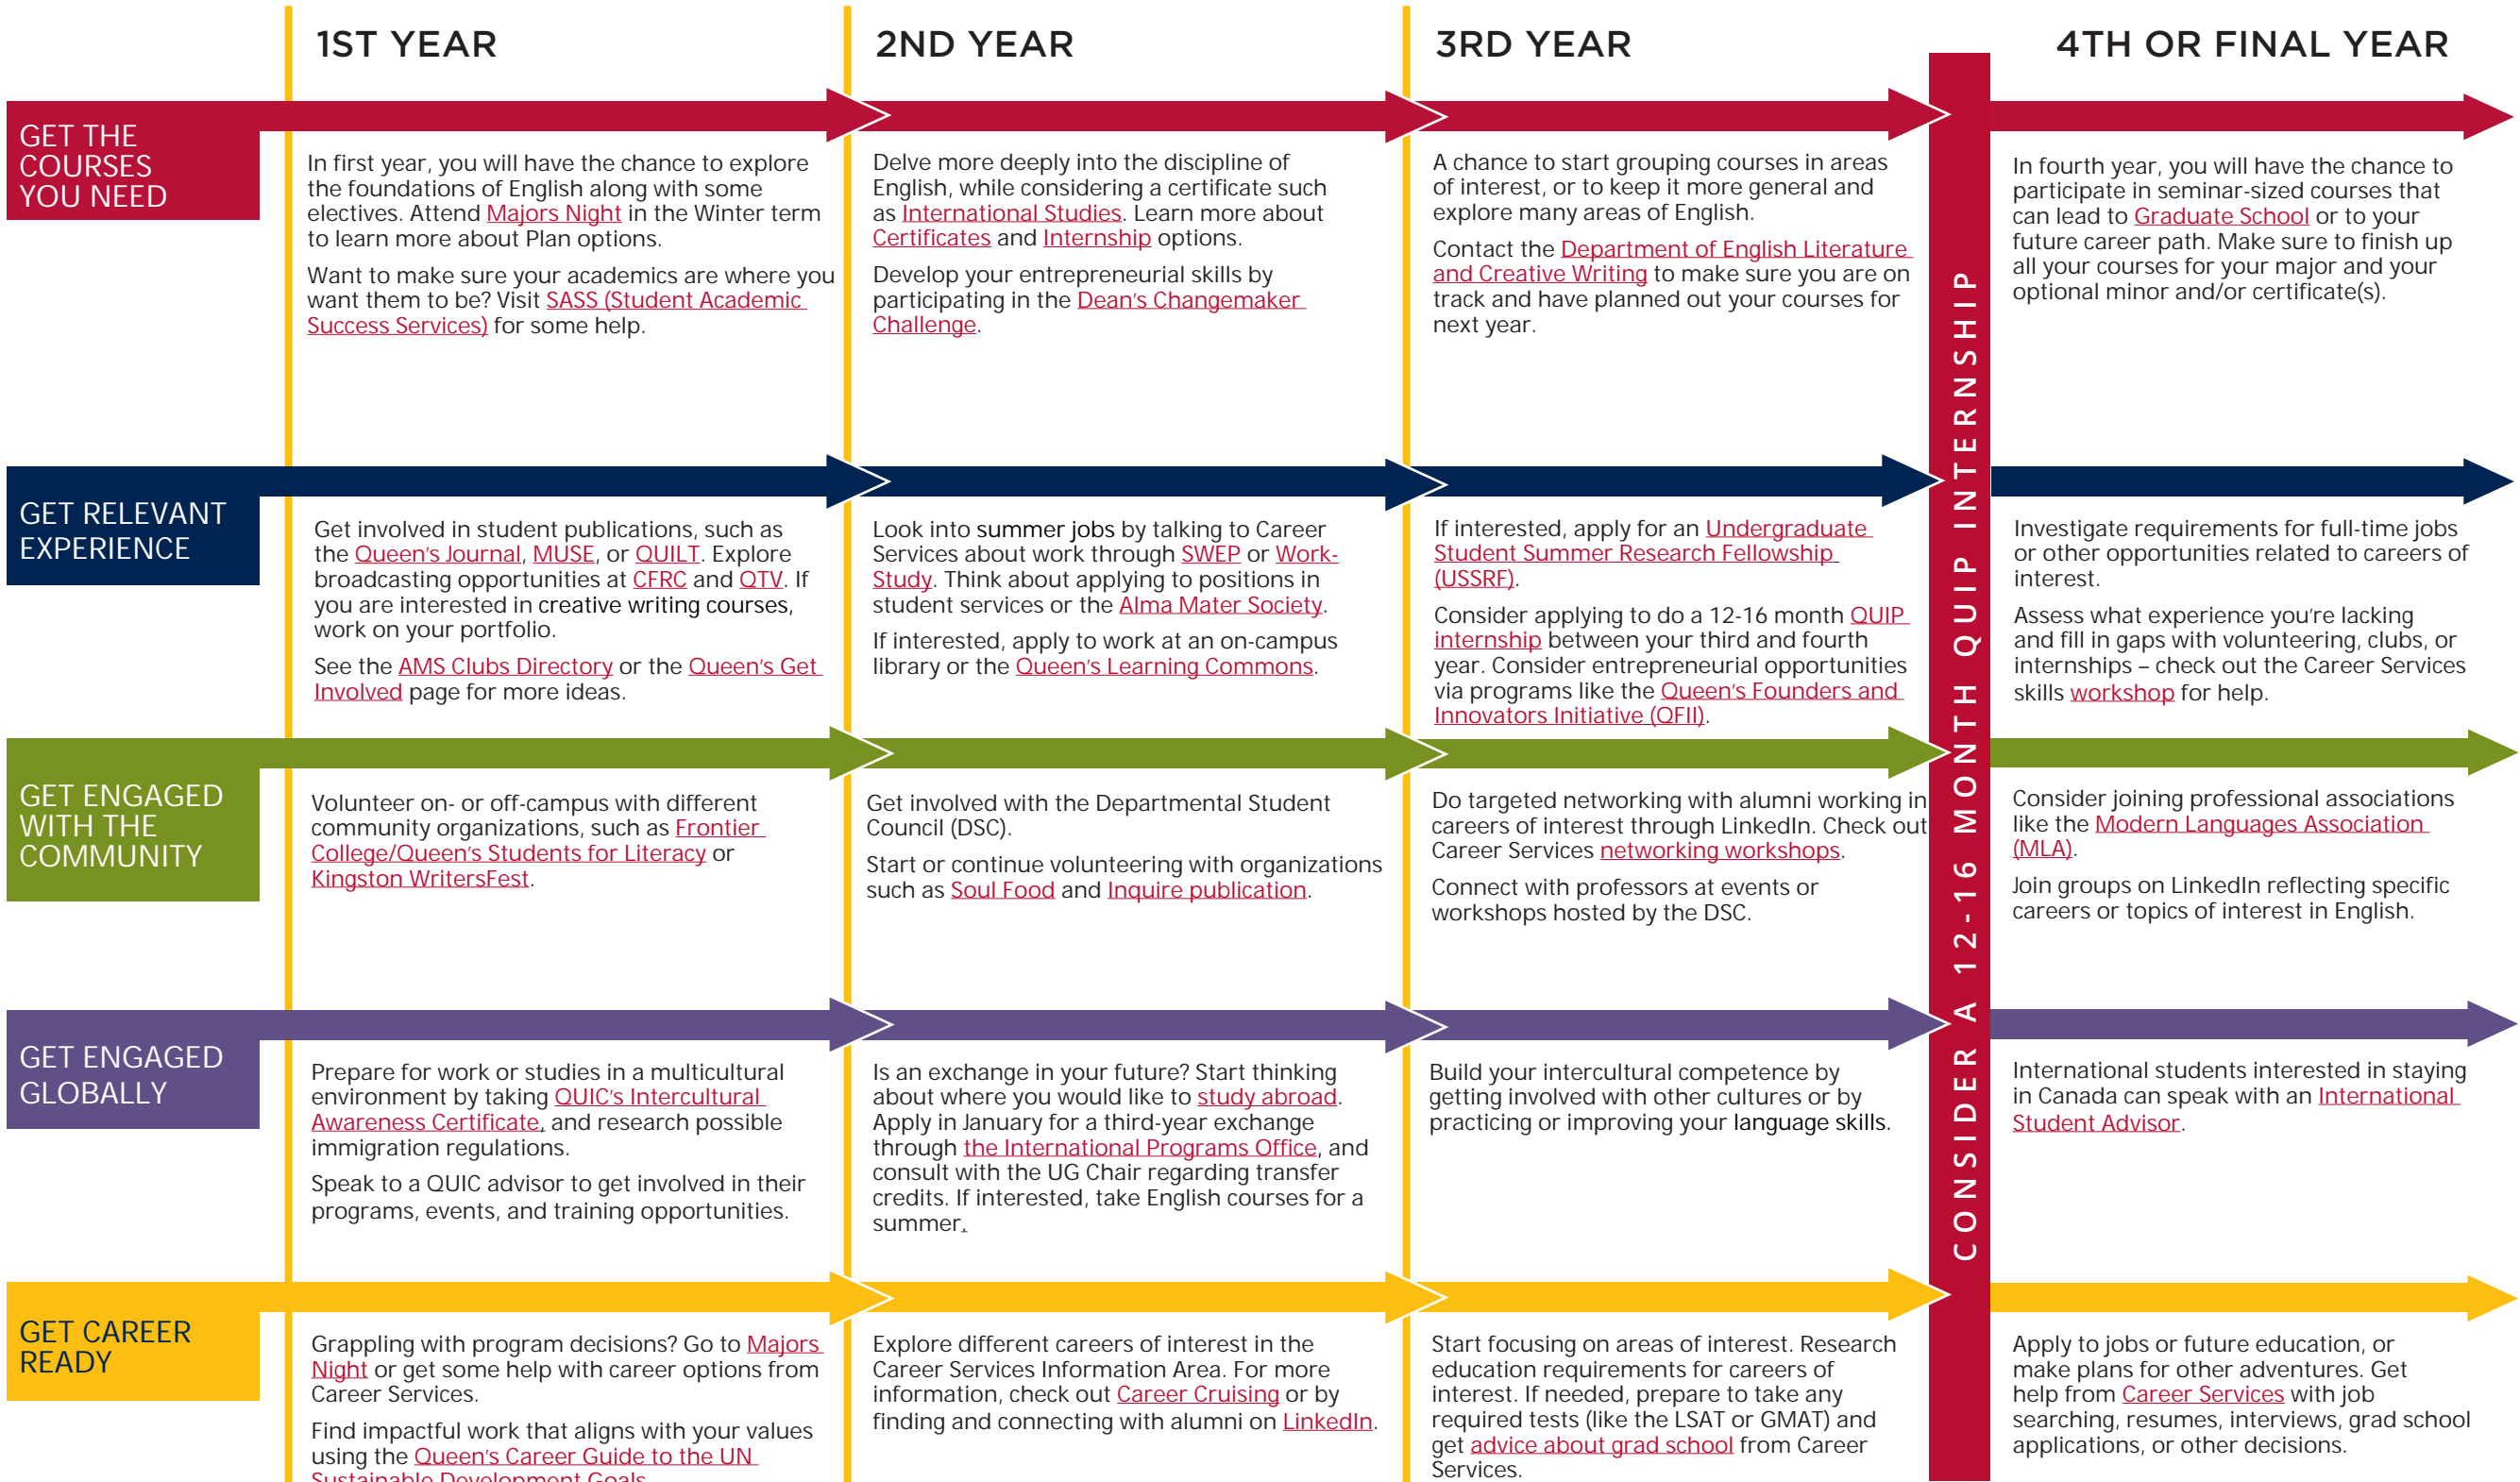 1ST YEAR
2ND YEAR
3RD YEAR
4TH OR FINAL YEAR
GET THE
COURSES
YOU NEED
In first year, you will have the chance to explore
the foundations of English along with some
electives. Attend Majors Night in the Winter term
to learn more about Plan options.
Want to make sure your academics are where you
want them to be? Visit SASS (Student Academic
Success Services) for some help.
Delve more deeply into the discipline of
English, while considering a certificate such
as International Studies. Learn more about
Certificates and Internship options.
Develop your entrepreneurial skills by
participating in the Dean's Changemaker
Challenge.
A chance to start grouping courses in areas
of interest, or to keep it more general and
explore many areas of English.
Contact the Department of English Literature
and Creative Writing to make sure you are on
track and have planned out your courses for
next year.
In fourth year, you will have the chance to
participate in seminar-sized courses that
can lead to Graduate School or to your
future career path. Make sure to finish up
all your courses for your major and your
optional minor and/or certificate(s).
CONSIDER A 12-16 MONTH QUIP INTERNSHIP
GET RELEVANT
EXPERIENCE
Get involved in student publications, such as
the Queen's Journal, MUSE, or QUILT. Explore
broadcasting opportunities at CFRC and QTV. If
you are interested in creative writing courses,
work on your portfolio.
See the AMS Clubs Directory or the Queen's Get
Involved page for more ideas.
Look into summer jobs by talking to Career
Services about work through SWEP or Work-
Study. Think about applying to positions in
student services or the Alma Mater Society.
If interested, apply to work at an on-campus
library or the Queen's Learning Commons.
If interested, apply for an Undergraduate
Student Summer Research Fellowship
(USSRF).
Consider applying to do a 12-16 month QUIP
internship between your third and fourth
year. Consider entrepreneurial opportunities
via programs like the Queen's Founders and
Innovators Initiative (QFII).
Investigate requirements for full-time jobs
or other opportunities related to careers of
interest.
Assess what experience you're lacking
and fill in gaps with volunteering, clubs, or
internships – check out the Career Services
skills workshop for help.
GET ENGAGED
WITH THE
COMMUNITY
Volunteer on- or off-campus with different
community organizations, such as Frontier
College/Queen's Students for Literacy or
Kingston WritersFest.
Get involved with the Departmental Student
Council (DSC).
Start or continue volunteering with organizations
such as Soul Food and Inquire publication.
Do targeted networking with alumni working in
careers of interest through LinkedIn. Check out
Career Services networking workshops.
Connect with professors at events or
workshops hosted by the DSC.
Consider joining professional associations
like the Modern Languages Association
(MLA).
Join groups on LinkedIn reflecting specific
careers or topics of interest in English.
GET ENGAGED
GLOBALLY
Prepare for work or studies in a multicultural
environment by taking QUIC's Intercultural
Awareness Certificate, and research possible
immigration regulations.
Speak to a QUIC advisor to get involved in their
programs, events, and training opportunities.
Is an exchange in your future? Start thinking
about where you would like to study abroad.
Apply in January for a third-year exchange
through the International Programs Office, and
consult with the UG Chair regarding transfer
credits. If interested, take English courses for a
summer.
Build your intercultural competence by
getting involved with other cultures or by
practicing or improving your language skills.
International students interested in staying
in Canada can speak with an International
Student Advisor.
GET CAREER
READY
Grappling with program decisions? Go to Majors
Night or get some help with career options from
Career Services.
Find impactful work that aligns with your values
using the Queen's Career Guide to the UN
Sustainable Development Goals
Explore different careers of interest in the
Career Services Information Area. For more
information, check out Career Cruising or by
finding and connecting with alumni on LinkedIn.
Start focusing on areas of interest. Research
education requirements for careers of
interest. If needed, prepare to take any
required tests (like the LSAT or GMAT) and
get advice about grad school from Career
Services.
Apply to jobs or future education, or
make plans for other adventures. Get
help from Career Services with job
searching, resumes, interviews, grad school
applications, or other decisions.